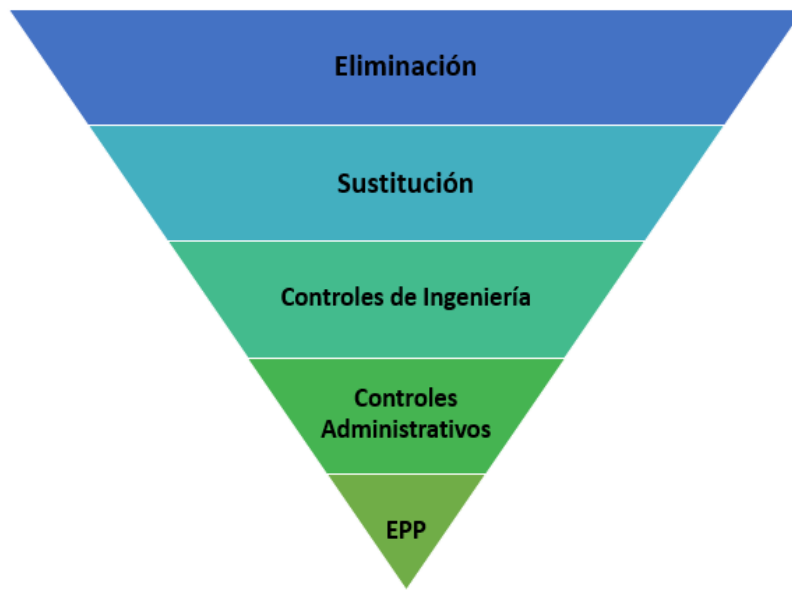 Eliminación
Sustitución
Controles de Ingeniería
Controles
Administrativos
EPP